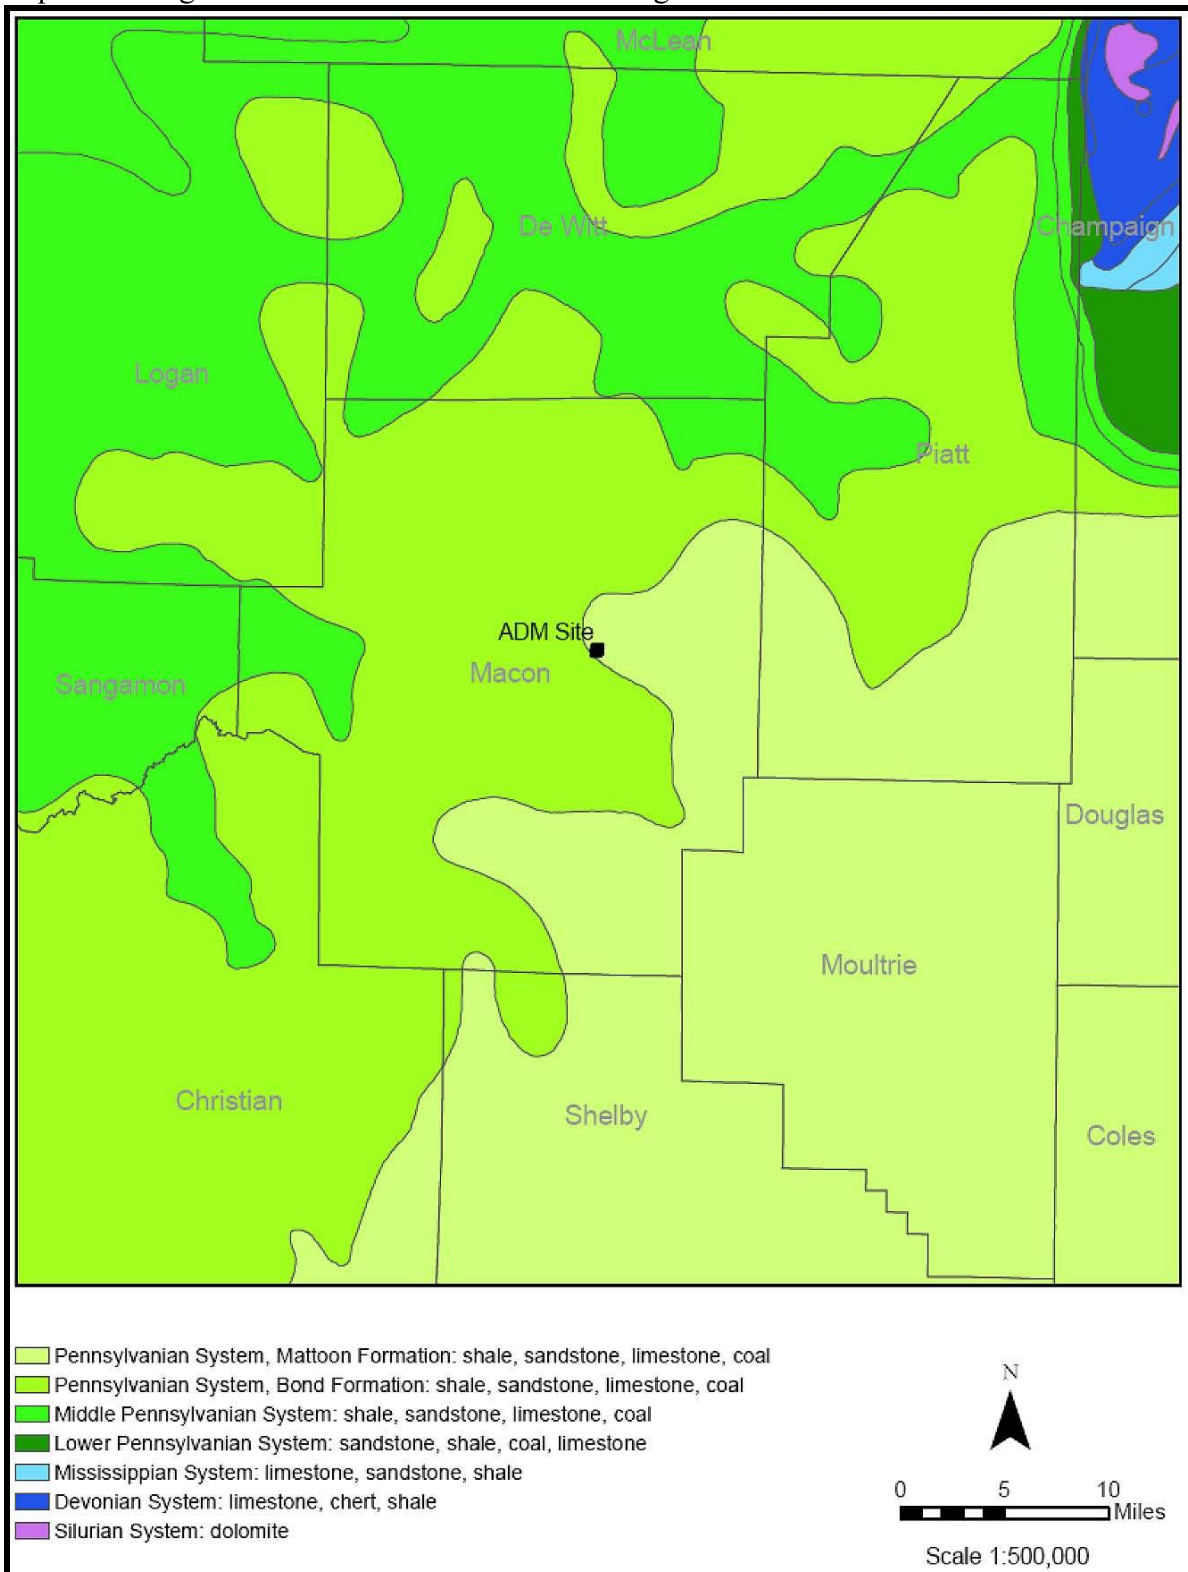 McLean
De Witt
Champaign
Logan
Piatt
ADM Site
Macon
Sangamon
Douglas
Moultrie
Christian
Shelby
Coles
Pennsylvanian System, Mattoon Formation: shale, sandstone, limestone, coal
Pennsylvanian System, Bond Formation: shale, sandstone, limestone, coal
Middle Pennsylvanian System: shale, sandstone, limestone, coal
Lower Pennsylvanian System: sandstone, shale, coal, limestone
Mississippian System: limestone, sandstone, shale
Devonian System: limestone, chert, shale
Silurian System: dolomite
N
0 5 10
Miles
Scale 1:500,000